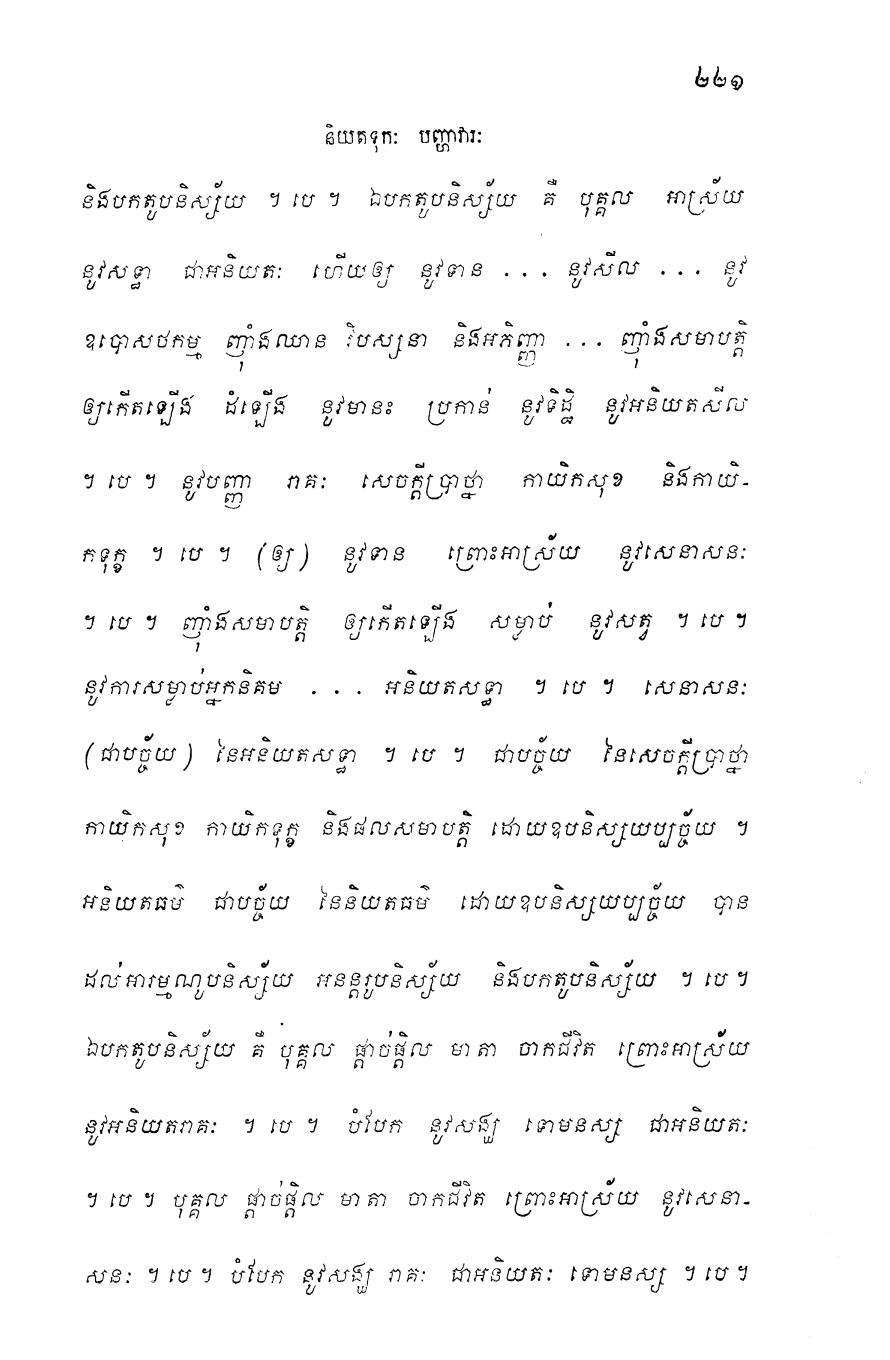 ២២១
និយតទុកៈ បញ្ហាវារៈ
និងបកតូបនិស្ស័យ ។ បេ ។ ឯបកតូបនិស្ស័យ គឺ បុគ្គល អាស្រ័យ
នូវសទ្ធា ជាអនិយតៈ ហើយឲ្យ នូវទាន ... នូវសីល ... នូវ
ឧបោសថកម្ម ញ៉ាំងឈាន វិបស្សនា និងអភិញ្ញា ... ញ៉ាំងសមាបត្តិ
ឲ្យកើតឡើង ដំឡើង នូវមានះ ប្រកាន់ នូវទិដ្ឋិ នូវអនិយតសីល
។ បេ ។ នូវបញ្ញា រាគៈ សេចក្តីប្រាថ្នា កាយិកសុខ និងកាយិ-
កទុក្ខ ។ បេ ។ (ឲ្យ) នូវទាន ព្រោះអាស្រ័យ នូវសេនាសនៈ
។ បេ ។ ញ៉ាំងសមាបត្តិ ឲ្យកើតឡើង សម្លាប់ នូវសត្វ ។ បេ ។
នូវការសម្លាប់អ្នកនិគម ... អនិយតសទ្ធា ។ បេ ។ សេនាសនៈ
(ជាបច្ច័យ) នៃអនិយតសទ្ធា ។ បេ ។ ជាបច្ច័យ នៃសេចក្តីប្រាថ្នា
កាយិកសុខ កាយិកទុក្ខ និងផលសមាបត្តិ ដោយឧបនិស្សយប្បច្ច័យ ។
អនិយតធម៌ ជាបច្ច័យ នៃនិយតធម៌ ដោយឧបនិស្សយប្បច្ច័យ បាន
ដល់អារម្មណូបនិស្ស័យ អនន្តរូបនិស្ស័យ និងបកតូបនិស្ស័យ ។ បេ ។
ឯបកតូបនិស្ស័យ គឺ បុគ្គល ផ្តាច់ផ្តិល មាតា ចាកជីវិត ព្រោះអាស្រ័យ
នូវអនិយតរាគៈ ។ បេ ។ បំបែក នូវសង្ឃ ទោមនស្ស ជាអនិយតៈ
។ បេ ។ បុគ្គល ផ្តាច់ផ្តិល មាតា ចាកជីវិត ព្រោះអាស្រ័យ នូវសេនា-
សនៈ ។ បេ ។ បំបែក នូវសង្ឃ រាគៈ ជាអនិយតៈ ទោមនស្ស ។ បេ ។